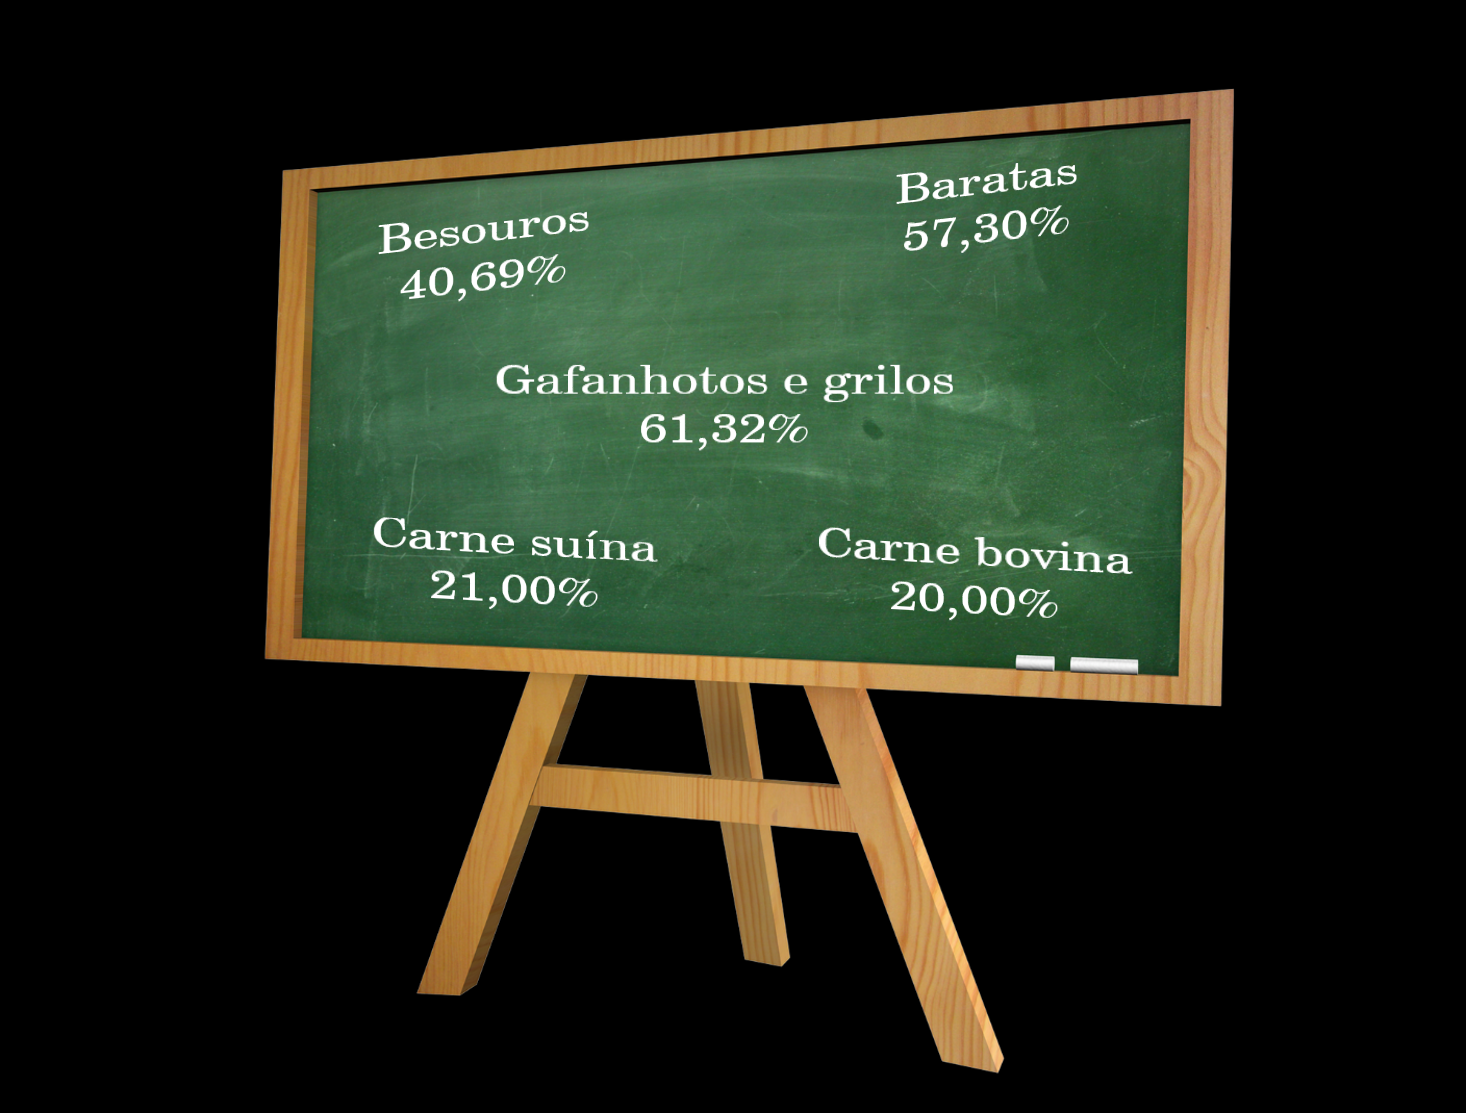 Besouros
40,69%
Baratas
57,30%
Gafanhotos e grilos
61,32%
Carne suína
21,00%
Carne bovina
20,00%